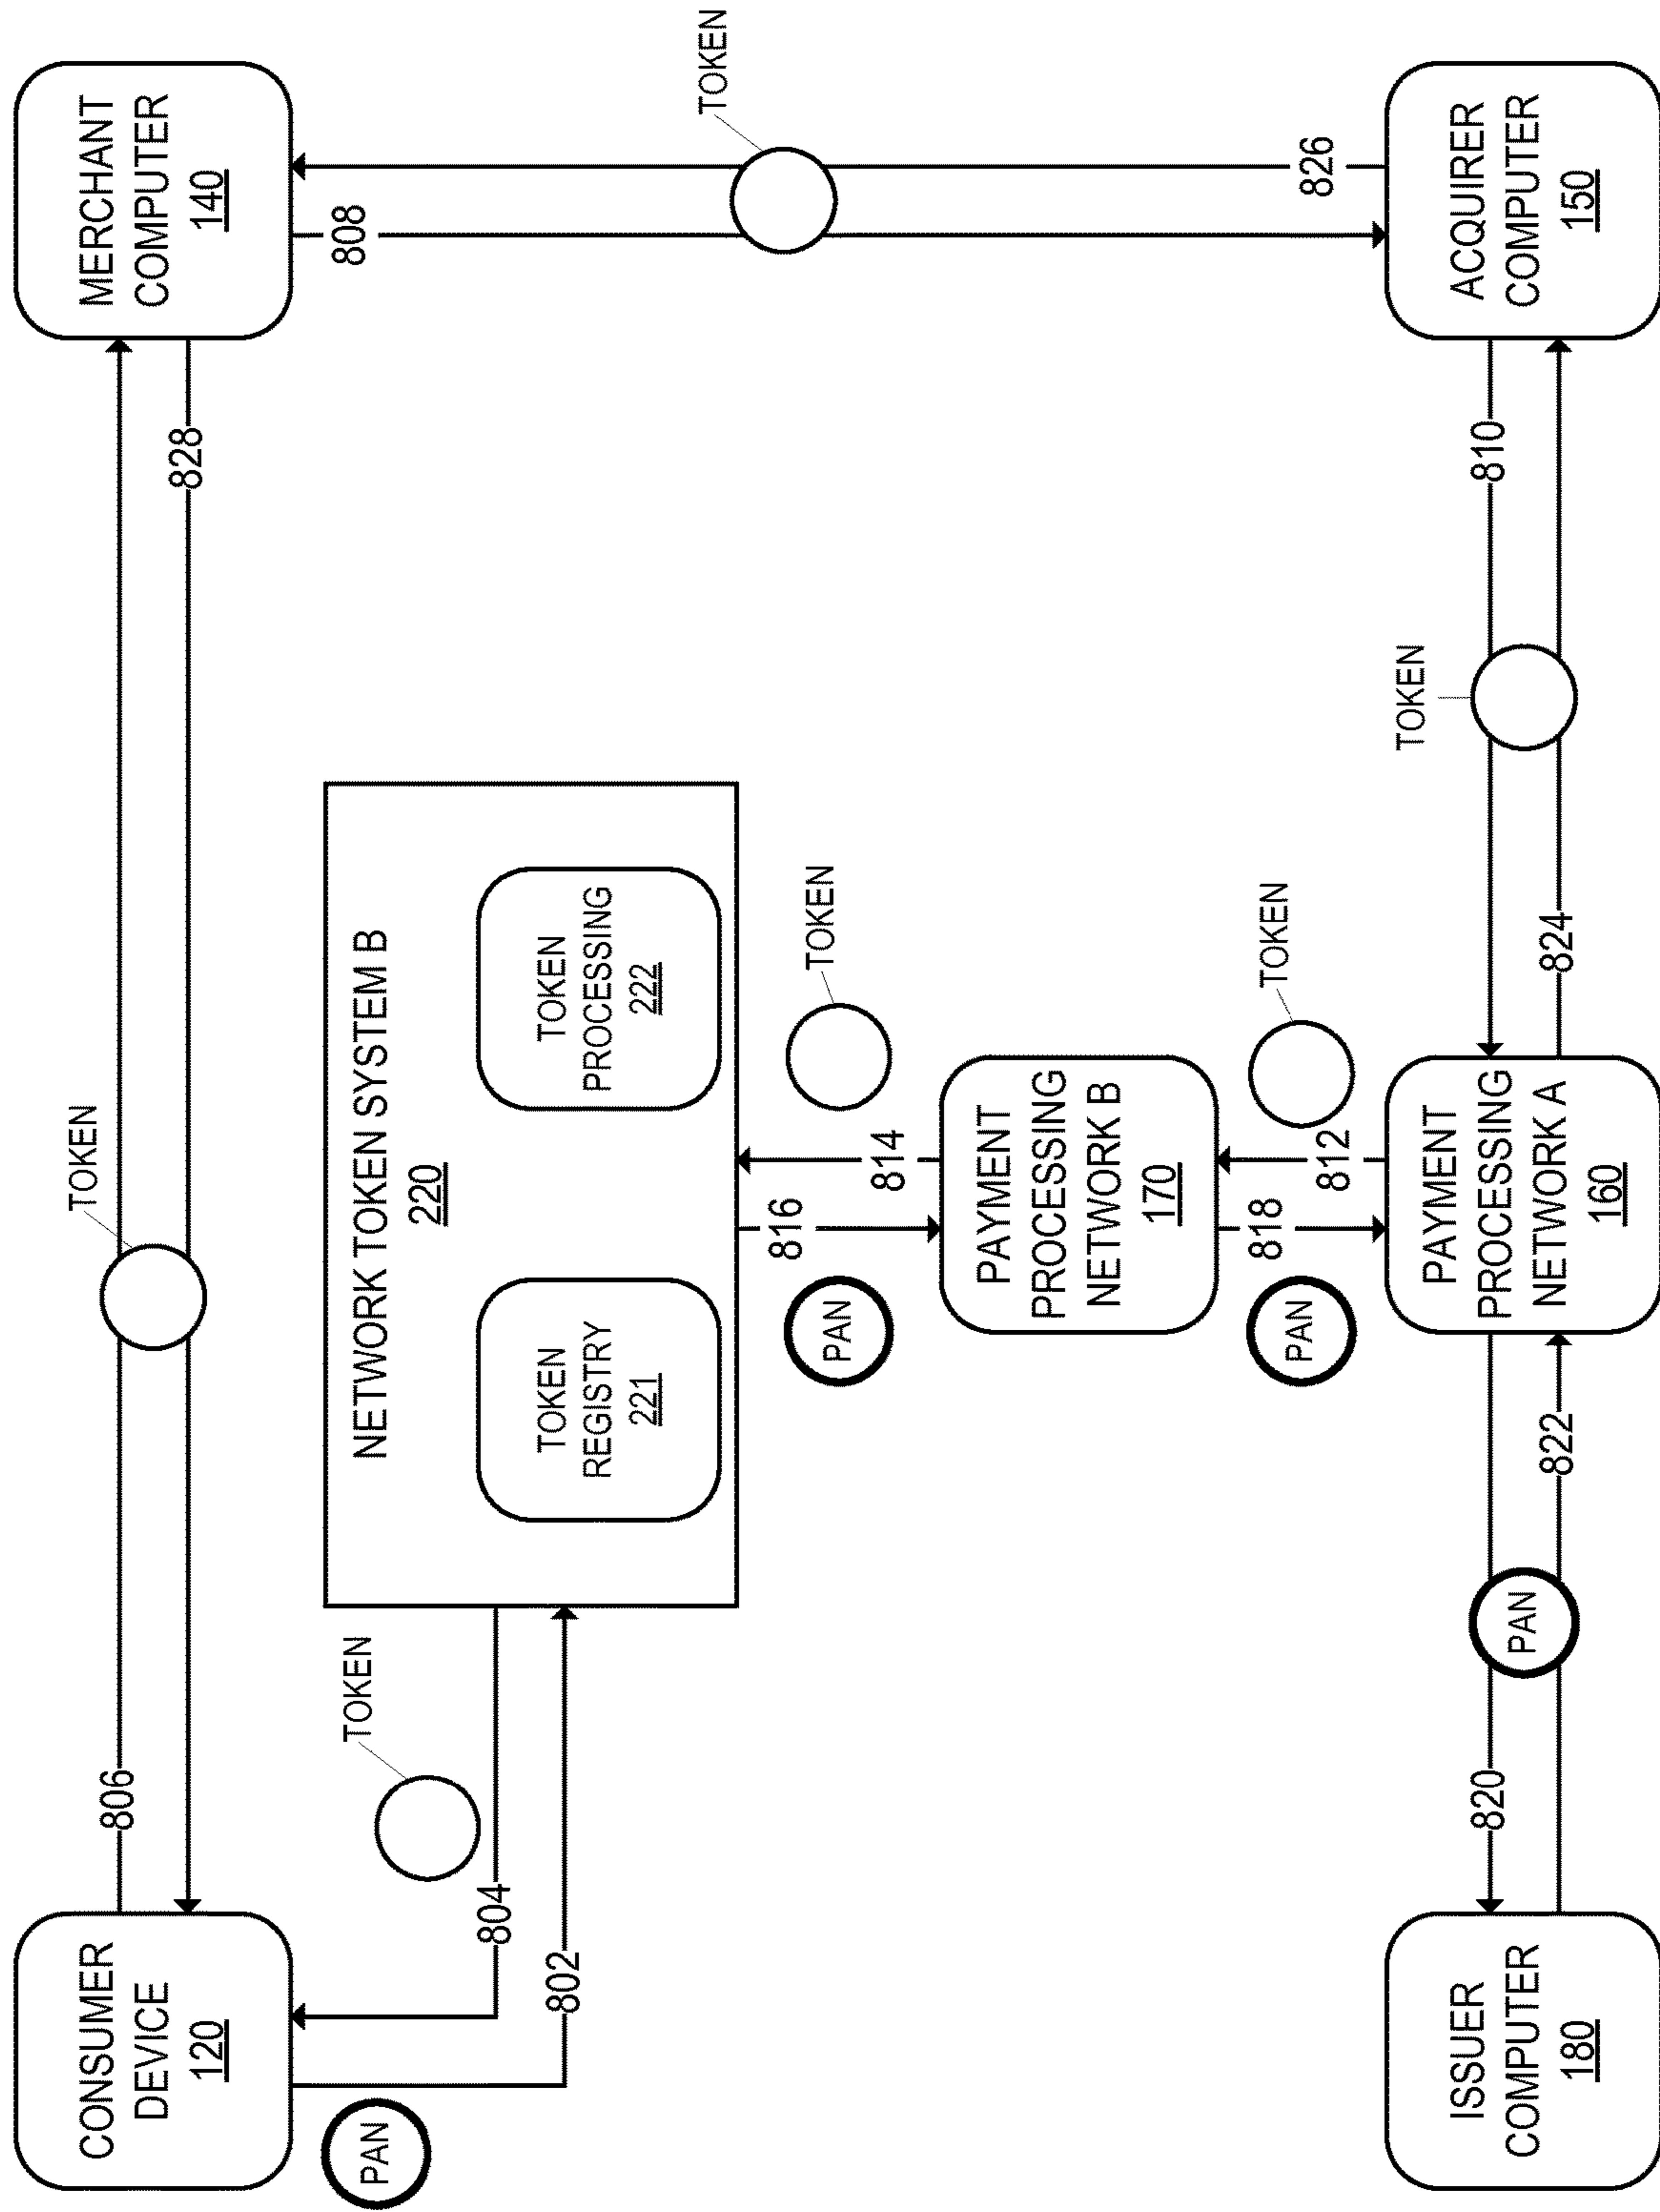 CONSUMER
DEVICE
120
806
828
TOKEN
MERCHANT
COMPUTER
140
PAN
804
802
TOKEN
NETWORK TOKEN SYSTEM B
220
TOKEN
REGISTRY
221
TOKEN
PROCESSING
222
808
826
TOKEN
816
814
PAN
TOKEN
PAYMENT
PROCESSING
NETWORK B
170
818
812
PAN
TOKEN
ISSUER
COMPUTER
180
820
822
PAN
PAYMENT
PROCESSING
NETWORK A
160
810
824
TOKEN
ACQUIRER
COMPUTER
150